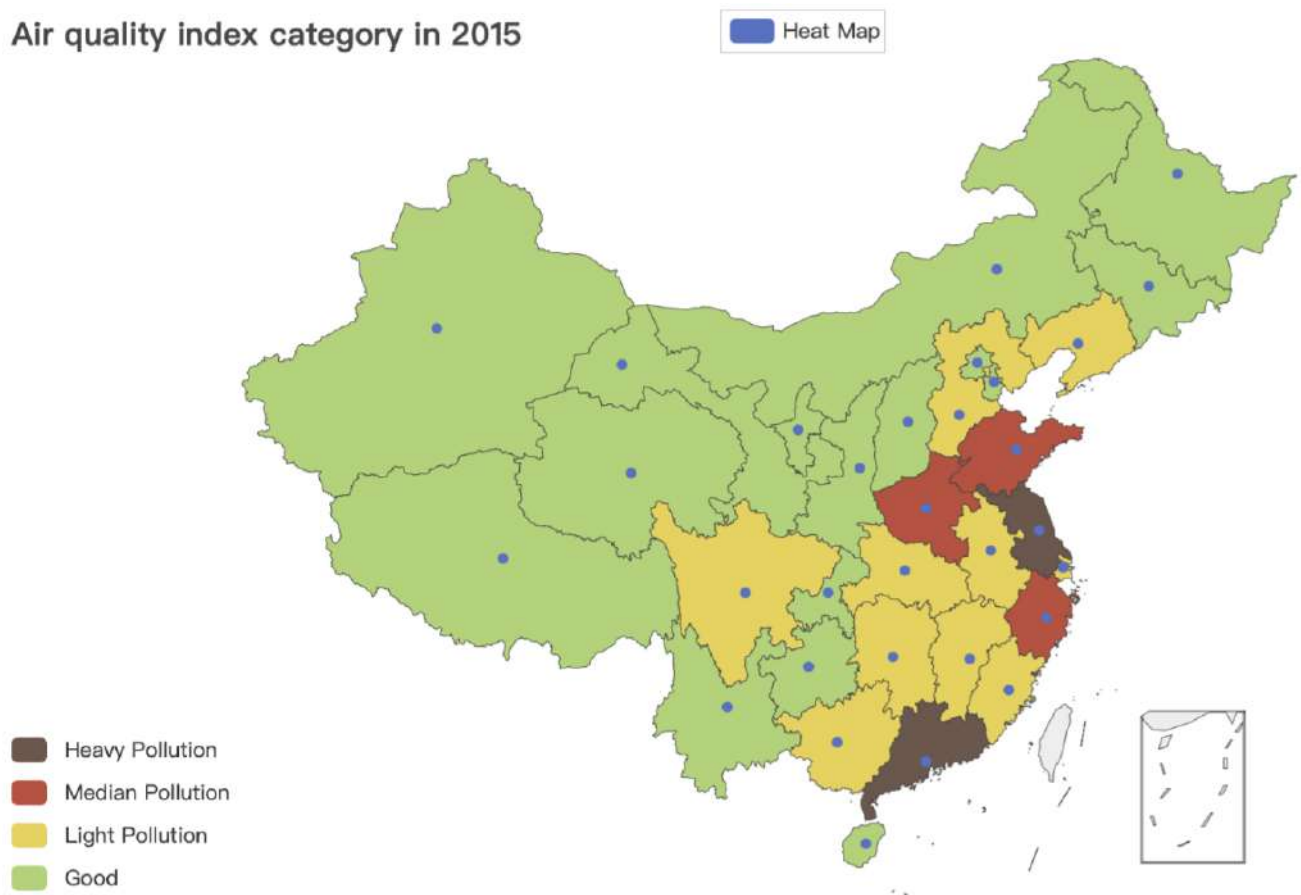 Air quality index category in 2015
Heat Map
Heavy Pollution
Median Pollution
Light Pollution
Good